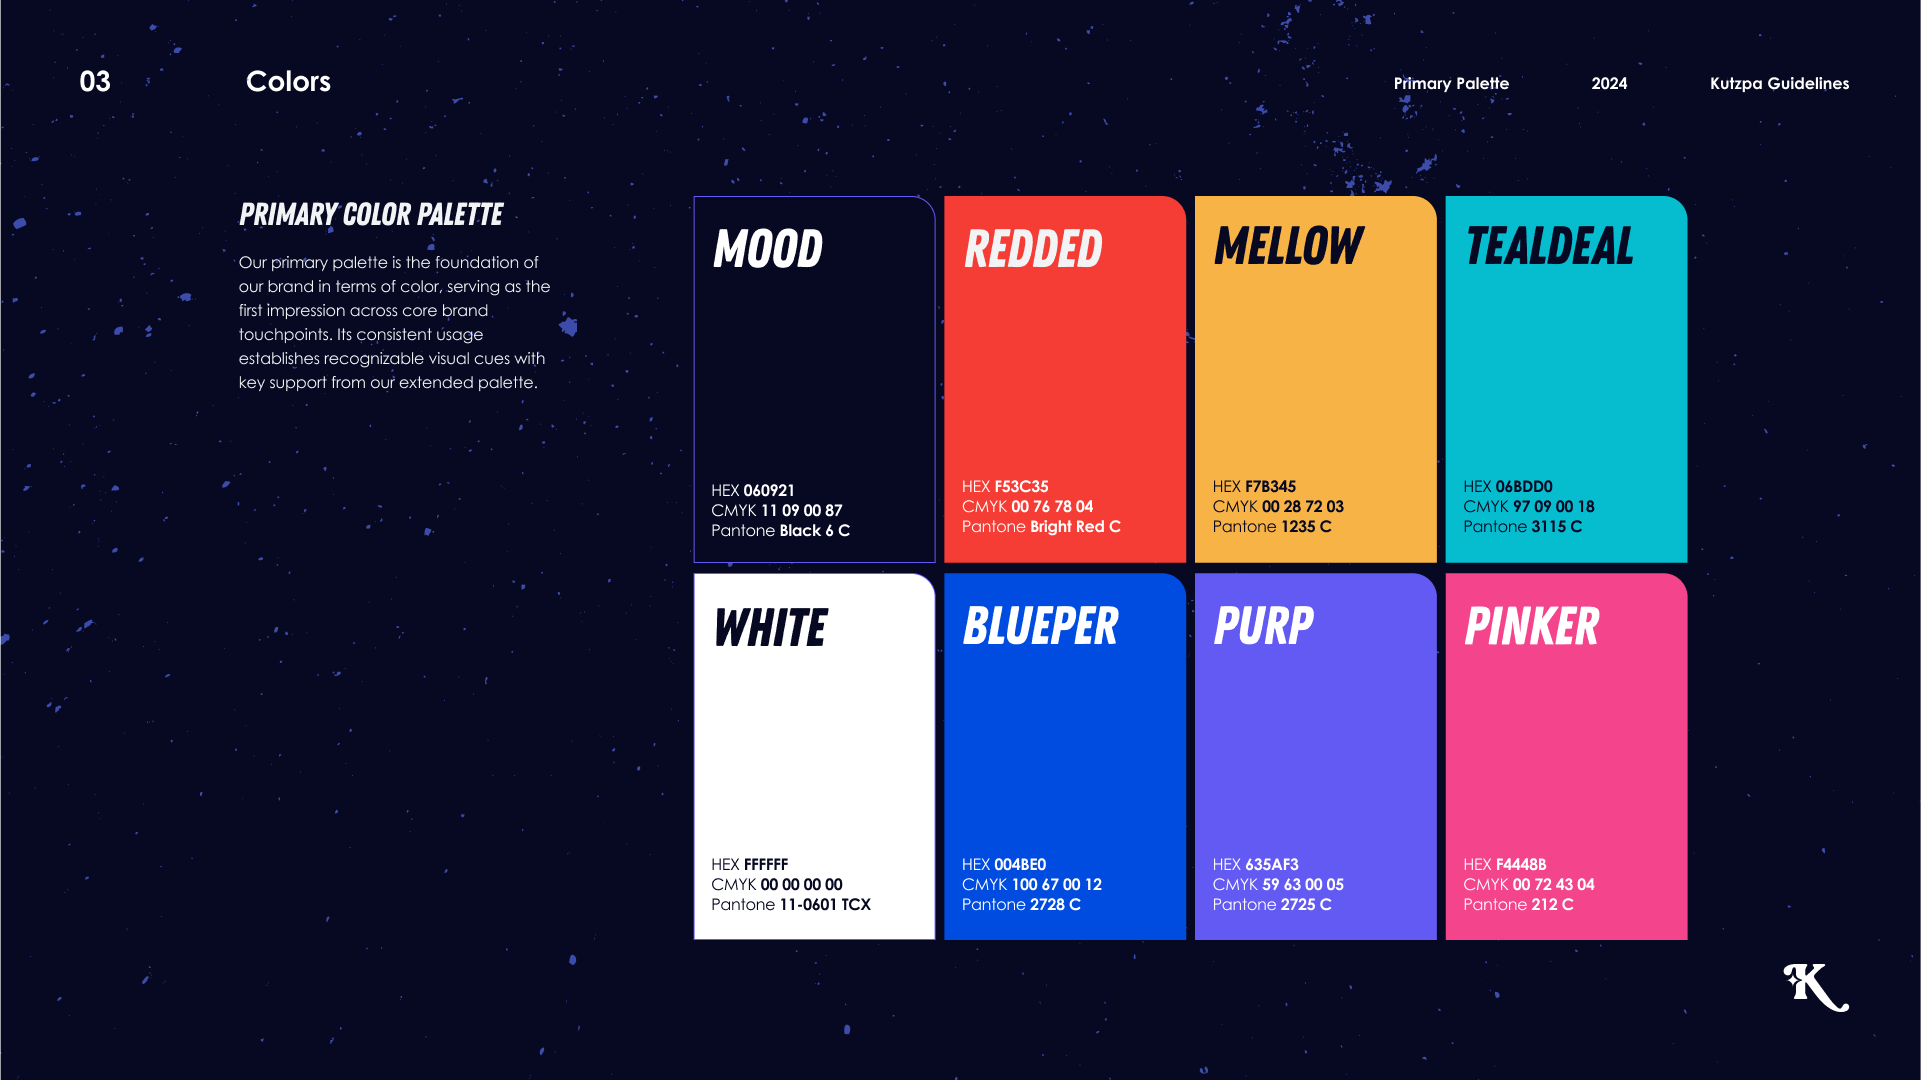 03
Colors
Primary Palette
2024
Kutzpa Guidelines
PRIMARY COLOR PALETTE
Our primary palette is the foundation of
our brand in terms of color, serving as the
first impression across core brand
touchpoints. Its consistent usage
establishes recognizable visual cues with
key support from our extended palette.
MOOD
HEX 060921
CMYK 11 09 00 87
Pantone Black 6 C
REDDED
HEX F53C35
CMYK 00 76 78 04
Pantone Bright Red C
MELLOW
HEX F7B345
CMYK 00 28 72 03
Pantone 1235 C
TEALDEAL
HEX 06BDD0
CMYK 97 09 00 18
Pantone 3115 C
WHITE
HEX FFFFFF
CMYK 00 00 00 00
Pantone 11-0601 TCX
BLUEPER
HEX 004BE0
CMYK 100 67 00 12
Pantone 2728 C
PURP
HEX 635AF3
CMYK 59 63 00 05
Pantone 2725 C
PINKER
HEX F4448B
CMYK 00 72 43 04
Pantone 212 C
K